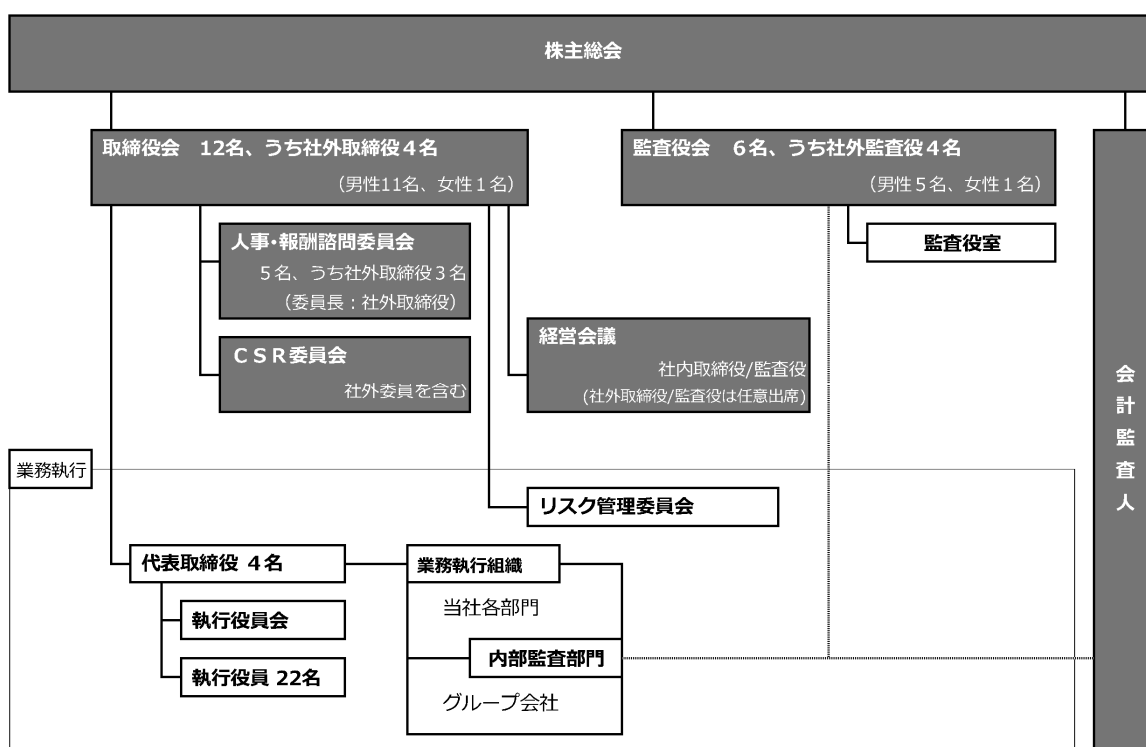 株主総会
取締役会　12名、うち社外取締役４名
（男性11名、女性１名）
監査役会　６名、うち社外監査役４名
（男性５名、女性１名）
監査役室
人事・報酬諮問委員会
５名、うち社外取締役３名
（委員長：社外取締役）
ＣＳＲ委員会
社外委員を含む
経営会議
社内取締役/監査役
(社外取締役/監査役は任意出席)
会計監査人
業務執行
リスク管理委員会
代表取締役 ４名
執行役員会
執行役員 22名
業務執行組織
当社各部門
内部監査部門
グループ会社